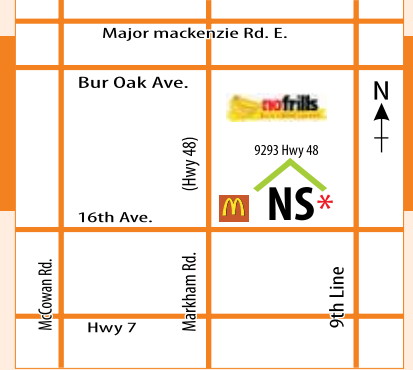 Major mackenzie Rd. E.
Bur Oak Ave.
N
nofrills
(Hwy 48)
9293 Hwy 48
M
NS*
16th Ave.
McCowan Rd.
Markham Rd.
9th Line
Hwy 7